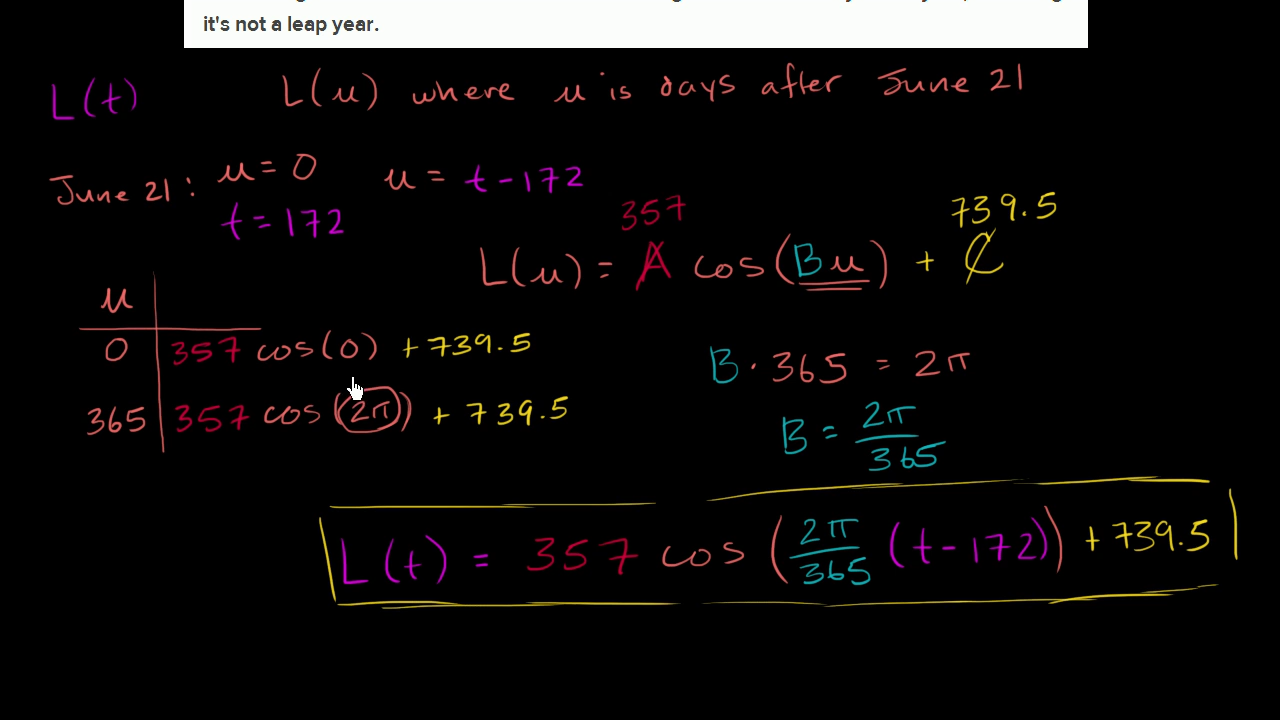 it's not a leap year.
L(t) L(u) where u is days after June 21
June 21: u = 0 u = t - 172
t = 172
357 739.5
L(u) = A cos(Bu) + C
u
0 357 cos(0) + 739.5
B · 365 = 2π
365 357 cos(2π) + 739.5
B = 2π/365
L(t) = 357 cos(2π/365 (t - 172)) + 739.5